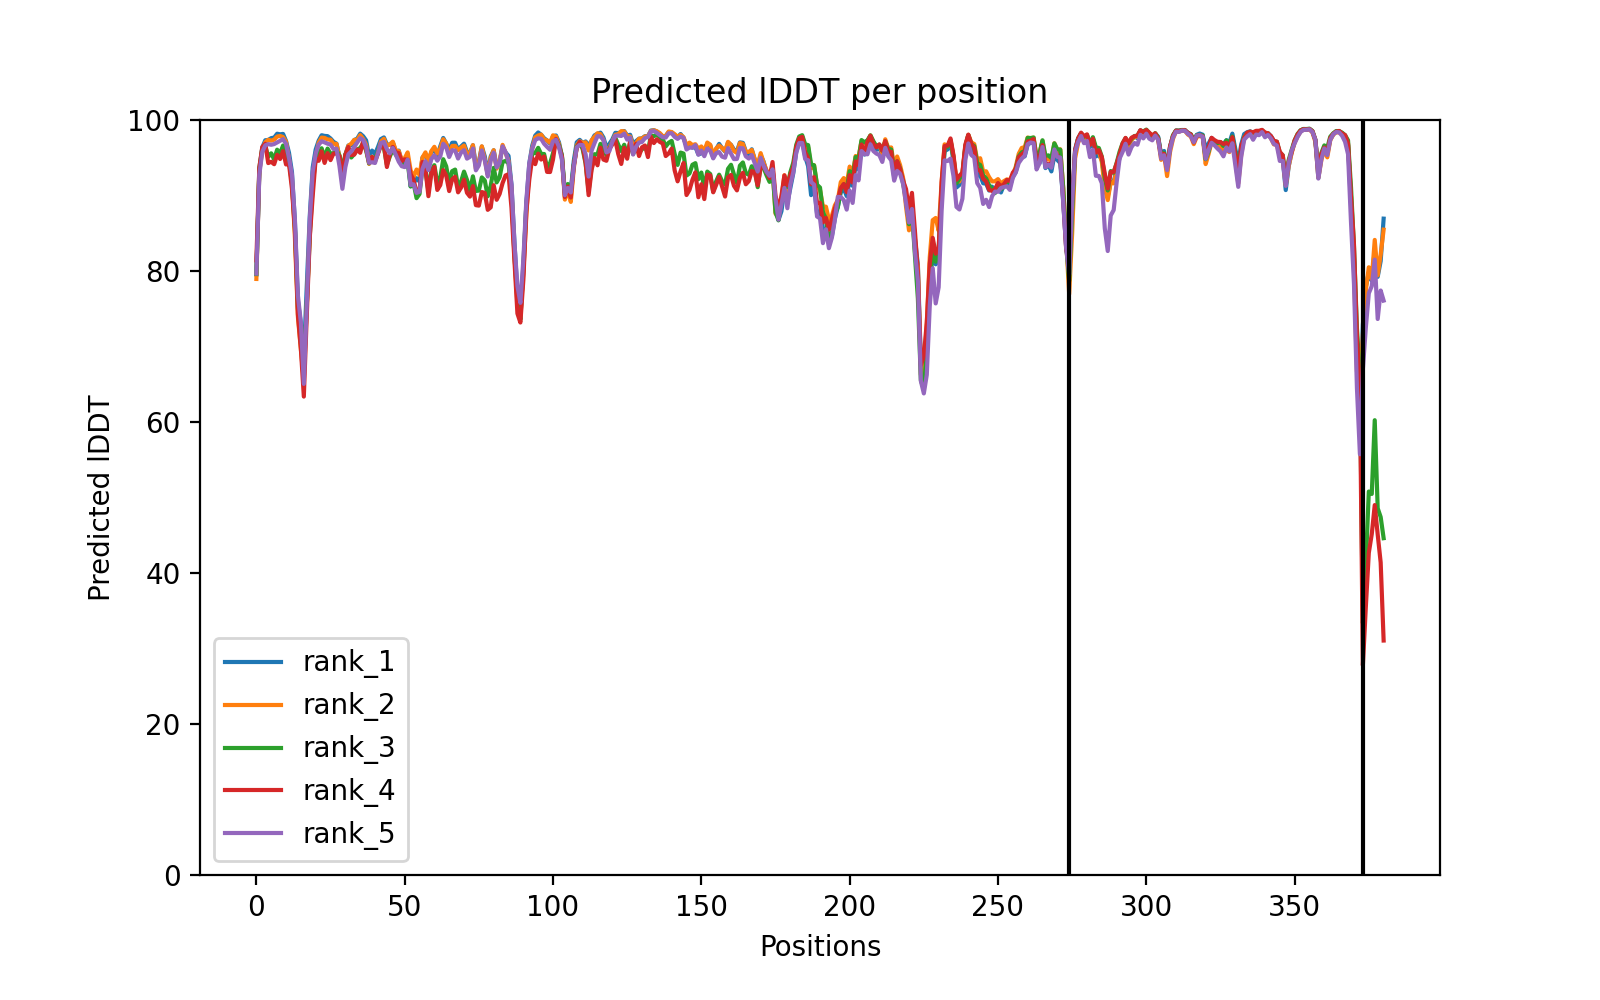 Predicted lDDT per position
100
80
60
40
20
0
Predicted lDDT
rank_1
rank_2
rank_3
rank_4
rank_5
0 50 100 150 200 250 300 350
Positions